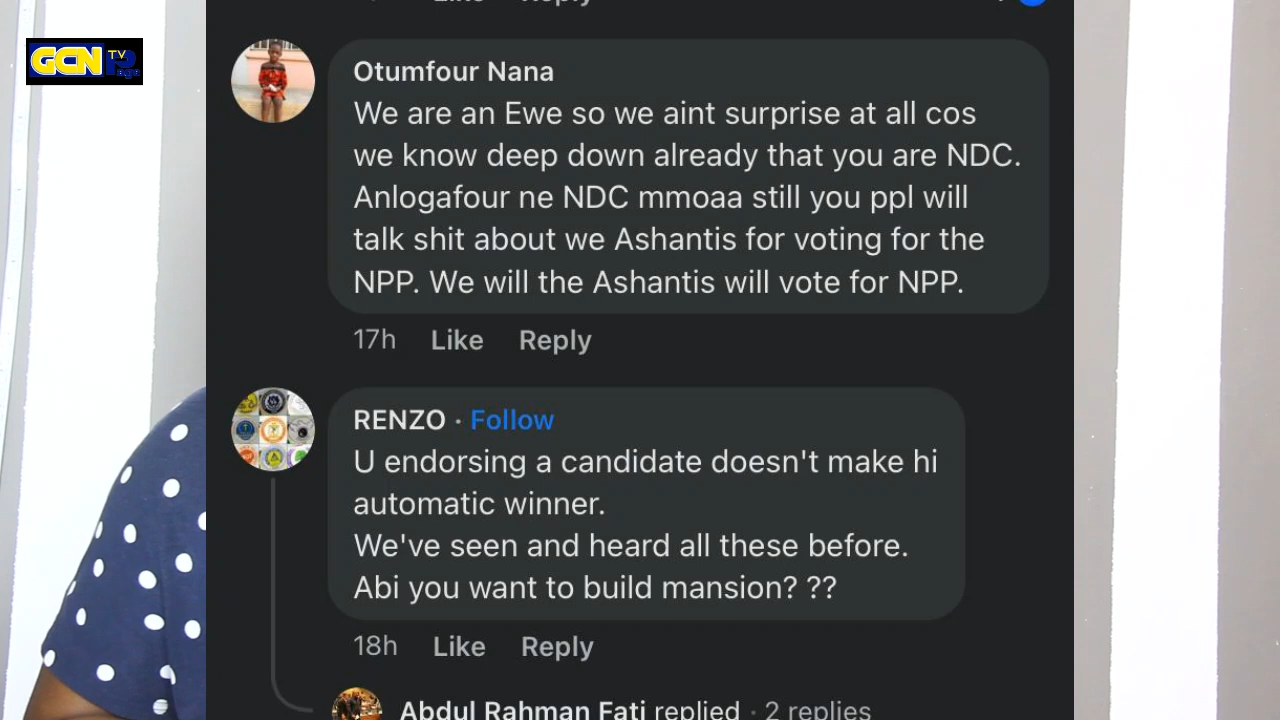 GCN TV
Otumfour Nana
We are an Ewe so we aint surprise at all cos
we know deep down already that you are NDC.
Anlogafour ne NDC mmoaa still you ppl will
talk shit about we Ashantis for voting for the
NPP. We will the Ashantis will vote for NPP.
17h Like Reply
RENZO · Follow
U endorsing a candidate doesn't make hi
automatic winner.
We've seen and heard all these before.
Abi you want to build mansion? ??
18h Like Reply
Abdul Rahman Fati replied · 2 replies